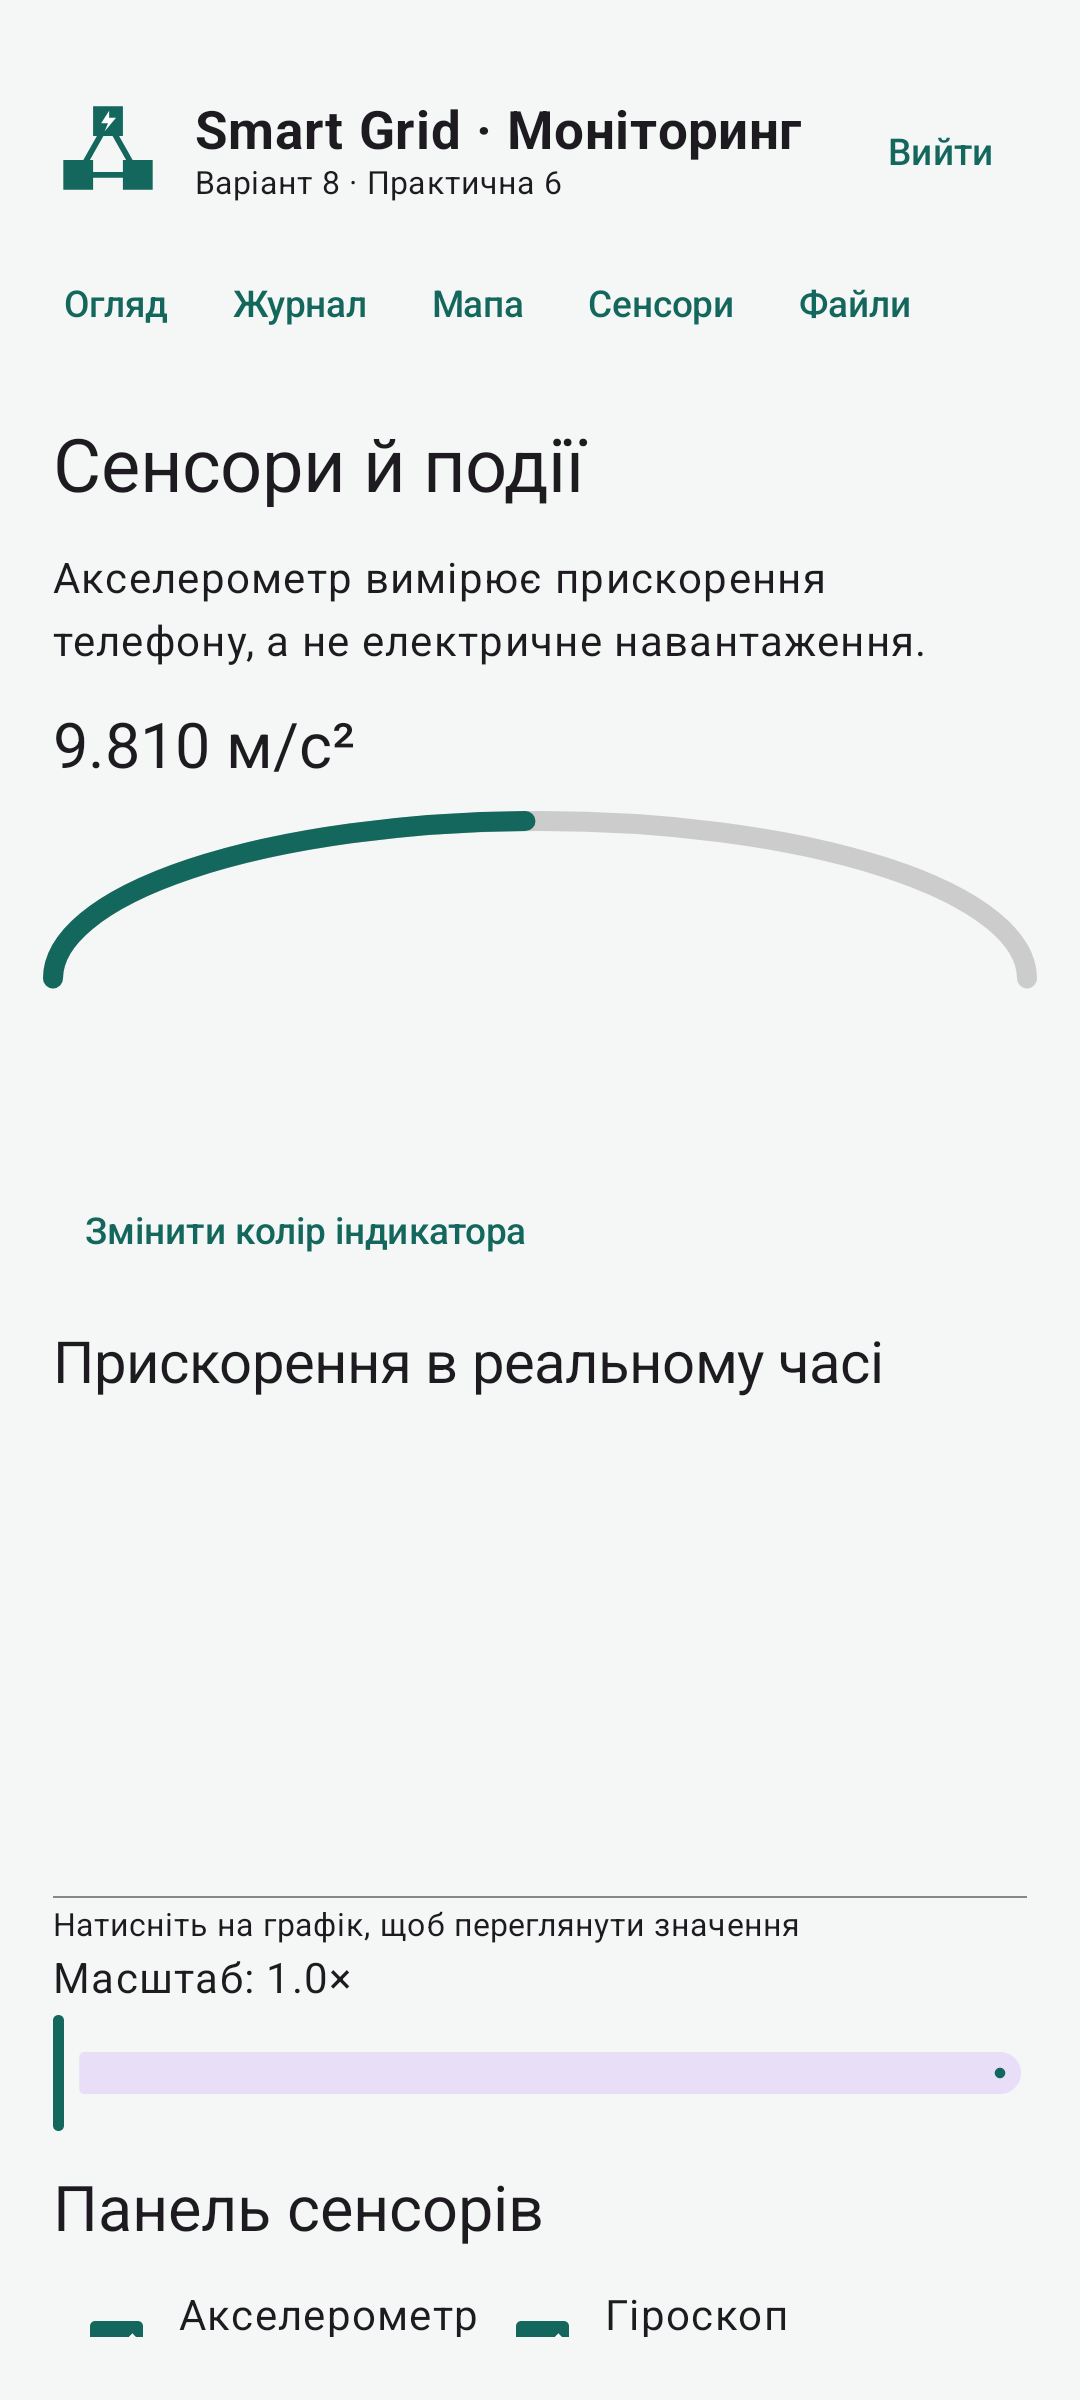 Smart Grid · Моніторинг
Варіант 8 · Практична 6
Вийти
Огляд Журнал Мапа Сенсори Файли
Сенсори й події
Акселерометр вимірює прискорення
телефону, а не електричне навантаження.
9.810 м/с²
Змінити колір індикатора
Прискорення в реальному часі
Натисніть на графік, щоб переглянути значення
Масштаб: 1.0×
Панель сенсорів
Акселерометр Гіроскоп